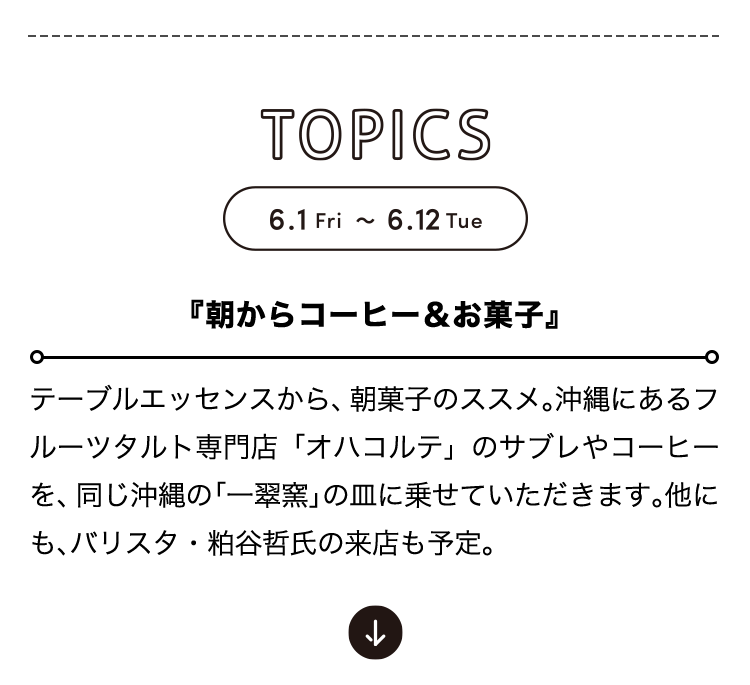 TOPICS
6.1 Fri ～ 6.12 Tue
『朝からコーヒー＆お菓子』
テーブルエッセンスから、朝菓子のススメ。沖縄にあるフ
ルーツタルト専門店「オハコルテ」のサブレやコーヒー
を、同じ沖縄の「一翠窯」の皿に乗せていただきます。他に
も、バリスタ・粕谷哲氏の来店も予定。